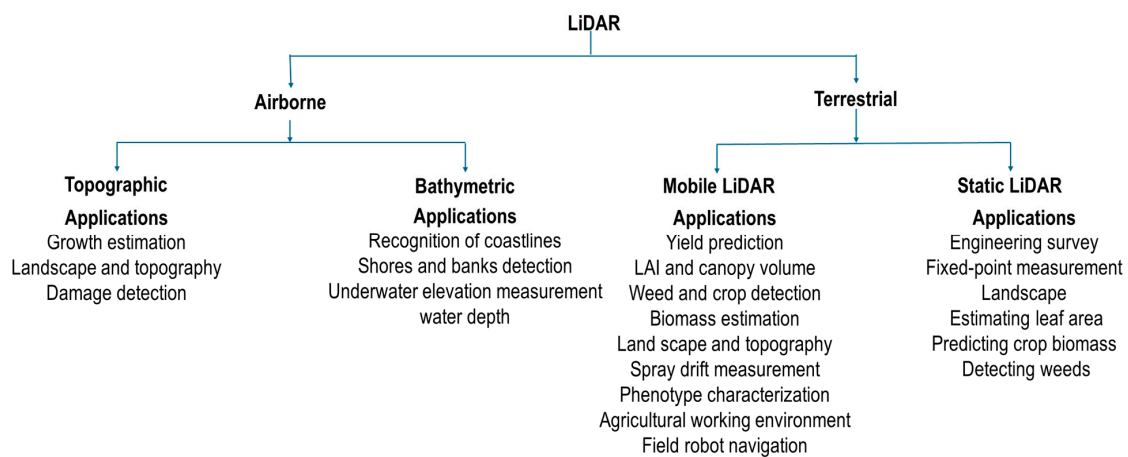 LiDAR
Airborne
Terrestrial
Topographic
Applications
Growth estimation
Landscape and topography
Damage detection
Bathymetric
Applications
Recognition of coastlines
Shores and banks detection
Underwater elevation measurement
water depth
Mobile LiDAR
Applications
Yield prediction
LAI and canopy volume
Weed and crop detection
Biomass estimation
Land scape and topography
Spray drift measurement
Phenotype characterization
Agricultural working environment
Field robot navigation
Static LiDAR
Applications
Engineering survey
Fixed-point measurement
Landscape
Estimating leaf area
Predicting crop biomass
Detecting weeds